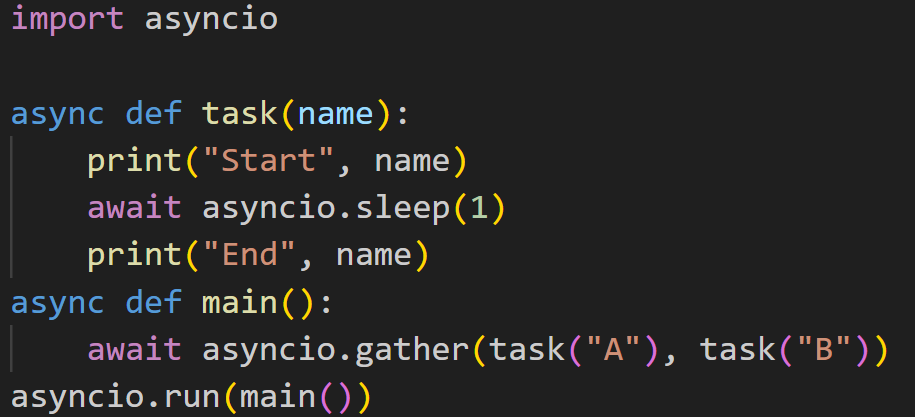 import asyncio

async def task(name):
    print("Start", name)
    await asyncio.sleep(1)
    print("End", name)
async def main():
    await asyncio.gather(task("A"), task("B"))
asyncio.run(main())